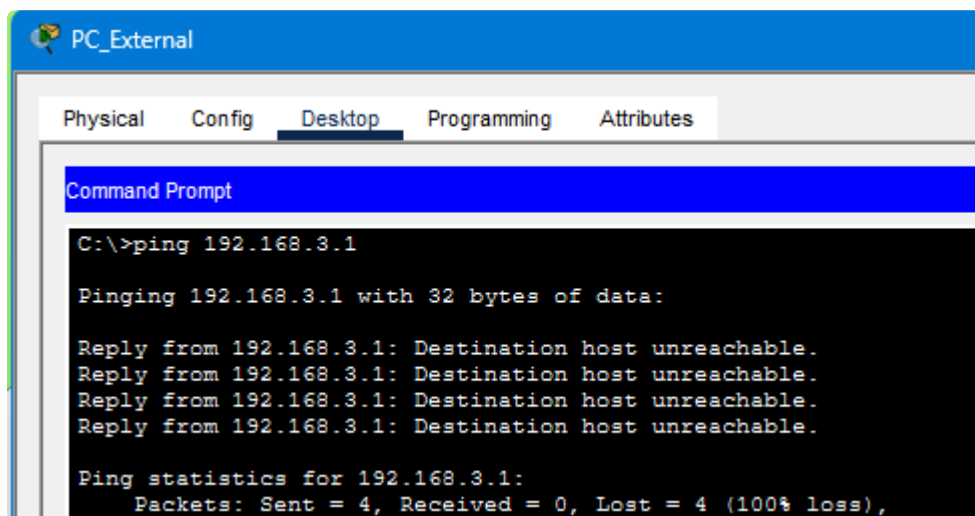 PC_External
Physical Config Desktop Programming Attributes
Command Prompt
C:\>ping 192.168.3.1
Pinging 192.168.3.1 with 32 bytes of data:
Reply from 192.168.3.1: Destination host unreachable.
Reply from 192.168.3.1: Destination host unreachable.
Reply from 192.168.3.1: Destination host unreachable.
Reply from 192.168.3.1: Destination host unreachable.
Ping statistics for 192.168.3.1:
Packets: Sent = 4, Received = 0, Lost = 4 (100% loss),